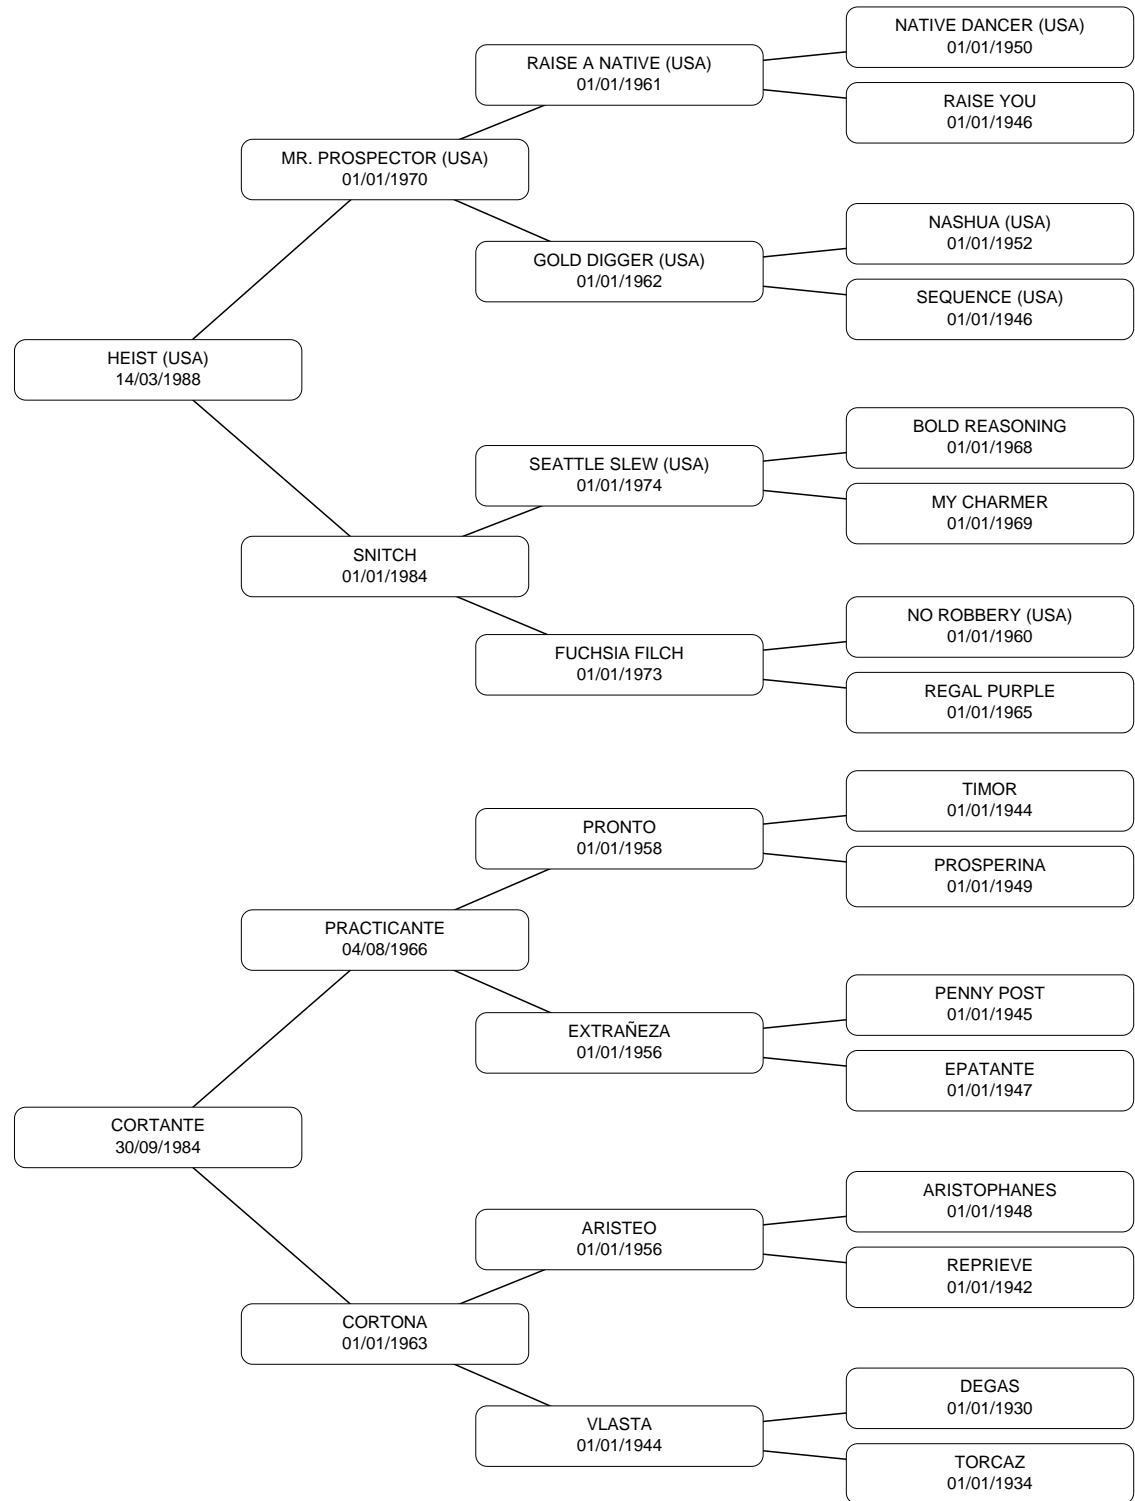 NATIVE DANCER (USA)
01/01/1950
RAISE A NATIVE (USA)
01/01/1961
RAISE YOU
01/01/1946
MR. PROSPECTOR (USA)
01/01/1970
NASHUA (USA)
01/01/1952
GOLD DIGGER (USA)
01/01/1962
SEQUENCE (USA)
01/01/1946
HEIST (USA)
14/03/1988
BOLD REASONING
01/01/1968
SEATTLE SLEW (USA)
01/01/1974
MY CHARMER
01/01/1969
SNITCH
01/01/1984
NO ROBBERY (USA)
01/01/1960
FUCHSIA FILCH
01/01/1973
REGAL PURPLE
01/01/1965
TIMOR
01/01/1944
PRONTO
01/01/1958
PROSPERINA
01/01/1949
PRACTICANTE
04/08/1966
PENNY POST
01/01/1945
EXTRAÑEZA
01/01/1956
EPATANTE
01/01/1947
CORTANTE
30/09/1984
ARISTOPHANES
01/01/1948
ARISTEO
01/01/1956
REPRIEVE
01/01/1942
CORTONA
01/01/1963
DEGAS
01/01/1930
VLASTA
01/01/1944
TORCAZ
01/01/1934